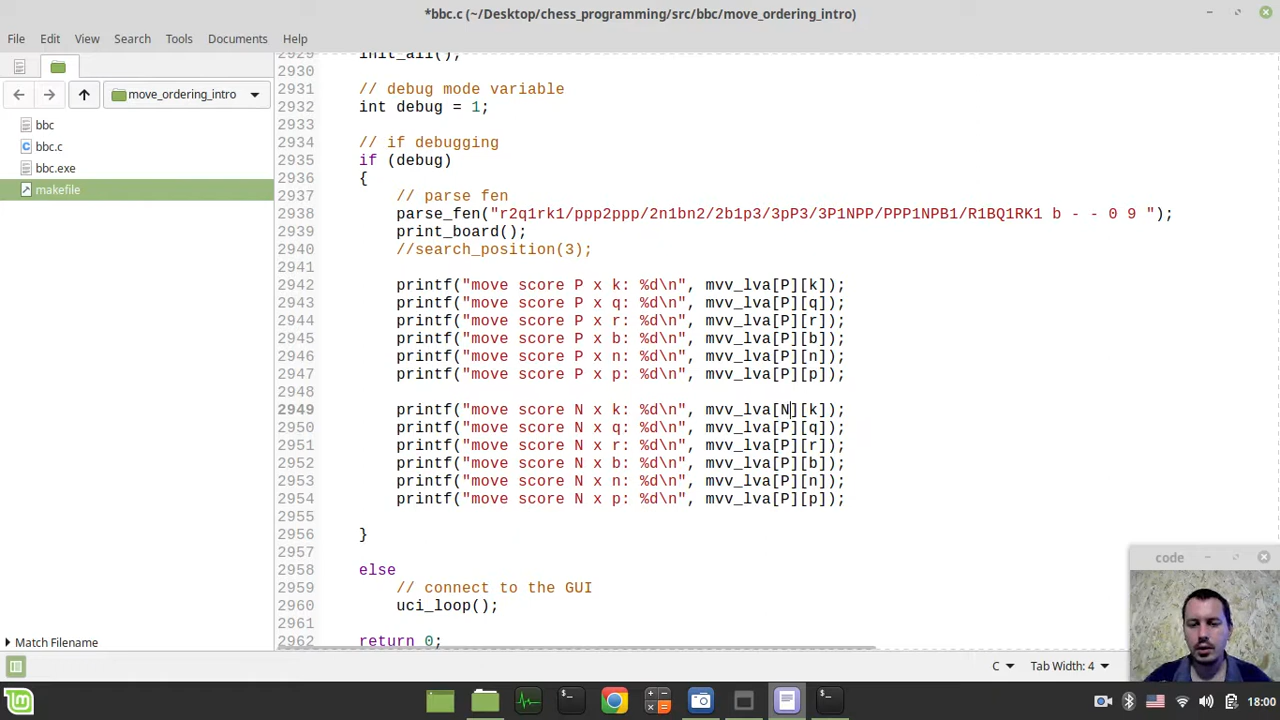 *bbc.c (~/Desktop/chess_programming/src/bbc/move_ordering_intro)
File Edit View Search Tools Documents Help
move_ordering_intro
bbc
bbc.c
bbc.exe
makefile
Match Filename
2929 init_all();
2930
2931 // debug mode variable
2932 int debug = 1;
2933
2934 // if debugging
2935 if (debug)
2936 {
2937 // parse fen
2938 parse_fen("r2q1rk1/ppp2ppp/2n1bn2/2b1p3/3pP3/3P1NPP/PPP1NPB1/R1BQ1RK1 b - - 0 9 ");
2939 print_board();
2940 //search_position(3);
2941
2942 printf("move score P x k: %d\n", mvv_lva[P][k]);
2943 printf("move score P x q: %d\n", mvv_lva[P][q]);
2944 printf("move score P x r: %d\n", mvv_lva[P][r]);
2945 printf("move score P x b: %d\n", mvv_lva[P][b]);
2946 printf("move score P x n: %d\n", mvv_lva[P][n]);
2947 printf("move score P x p: %d\n", mvv_lva[P][p]);
2948
2949 printf("move score N x k: %d\n", mvv_lva[N][k]);
2950 printf("move score N x q: %d\n", mvv_lva[P][q]);
2951 printf("move score N x r: %d\n", mvv_lva[P][r]);
2952 printf("move score N x b: %d\n", mvv_lva[P][b]);
2953 printf("move score N x n: %d\n", mvv_lva[P][n]);
2954 printf("move score N x p: %d\n", mvv_lva[P][p]);
2955
2956 }
2957
2958 else
2959 // connect to the GUI
2960 uci_loop();
2961
2962 return 0;
code
C Tab Width: 4
18:00